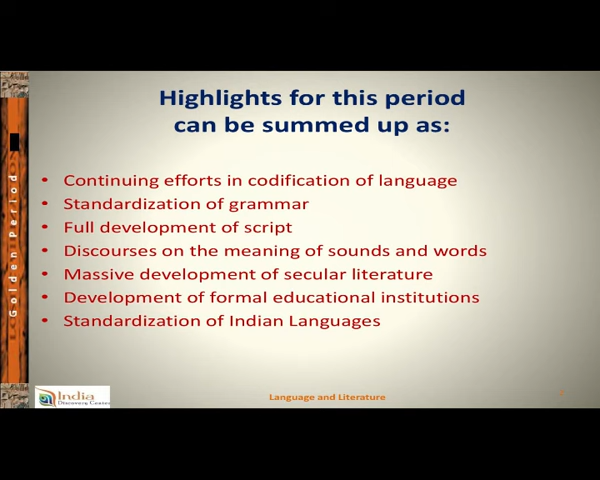 Highlights for this period
can be summed up as:
• Continuing efforts in codification of language
• Standardization of grammar
• Full development of script
• Discourses on the meaning of sounds and words
• Massive development of secular literature
• Development of formal educational institutions
• Standardization of Indian Languages
Golden Period
India
Discovery Center
Language and Literature